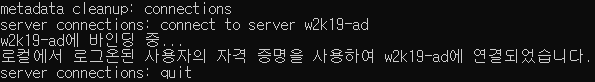 metadata cleanup: connections
server connections: connect to server w2k19-ad
w2k19-ad에 바인딩 중...
로컬에서 로그온된 사용자의 자격 증명을 사용하여 w2k19-ad에 연결되었습니다.
server connections: quit